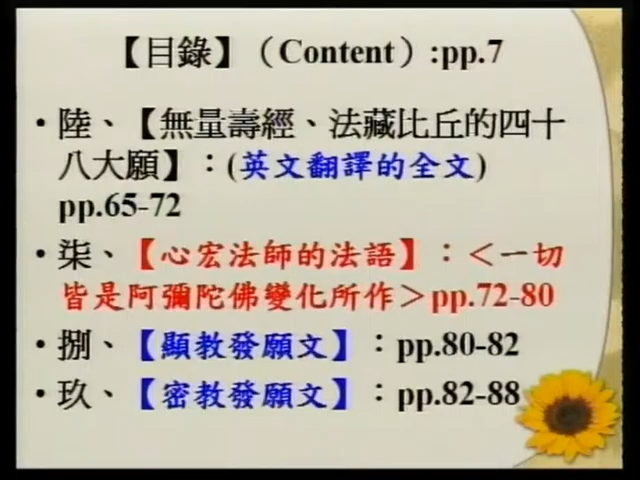 【目錄】（Content）:pp.7
• 陸、【無量壽經、法藏比丘的四十
八大願】：(英文翻譯的全文)
pp.65-72
• 柒、【心宏法師的法語】：＜一切
皆是阿彌陀佛變化所作＞pp.72-80
• 捌、【顯教發願文】：pp.80-82
• 玖、【密教發願文】：pp.82-88